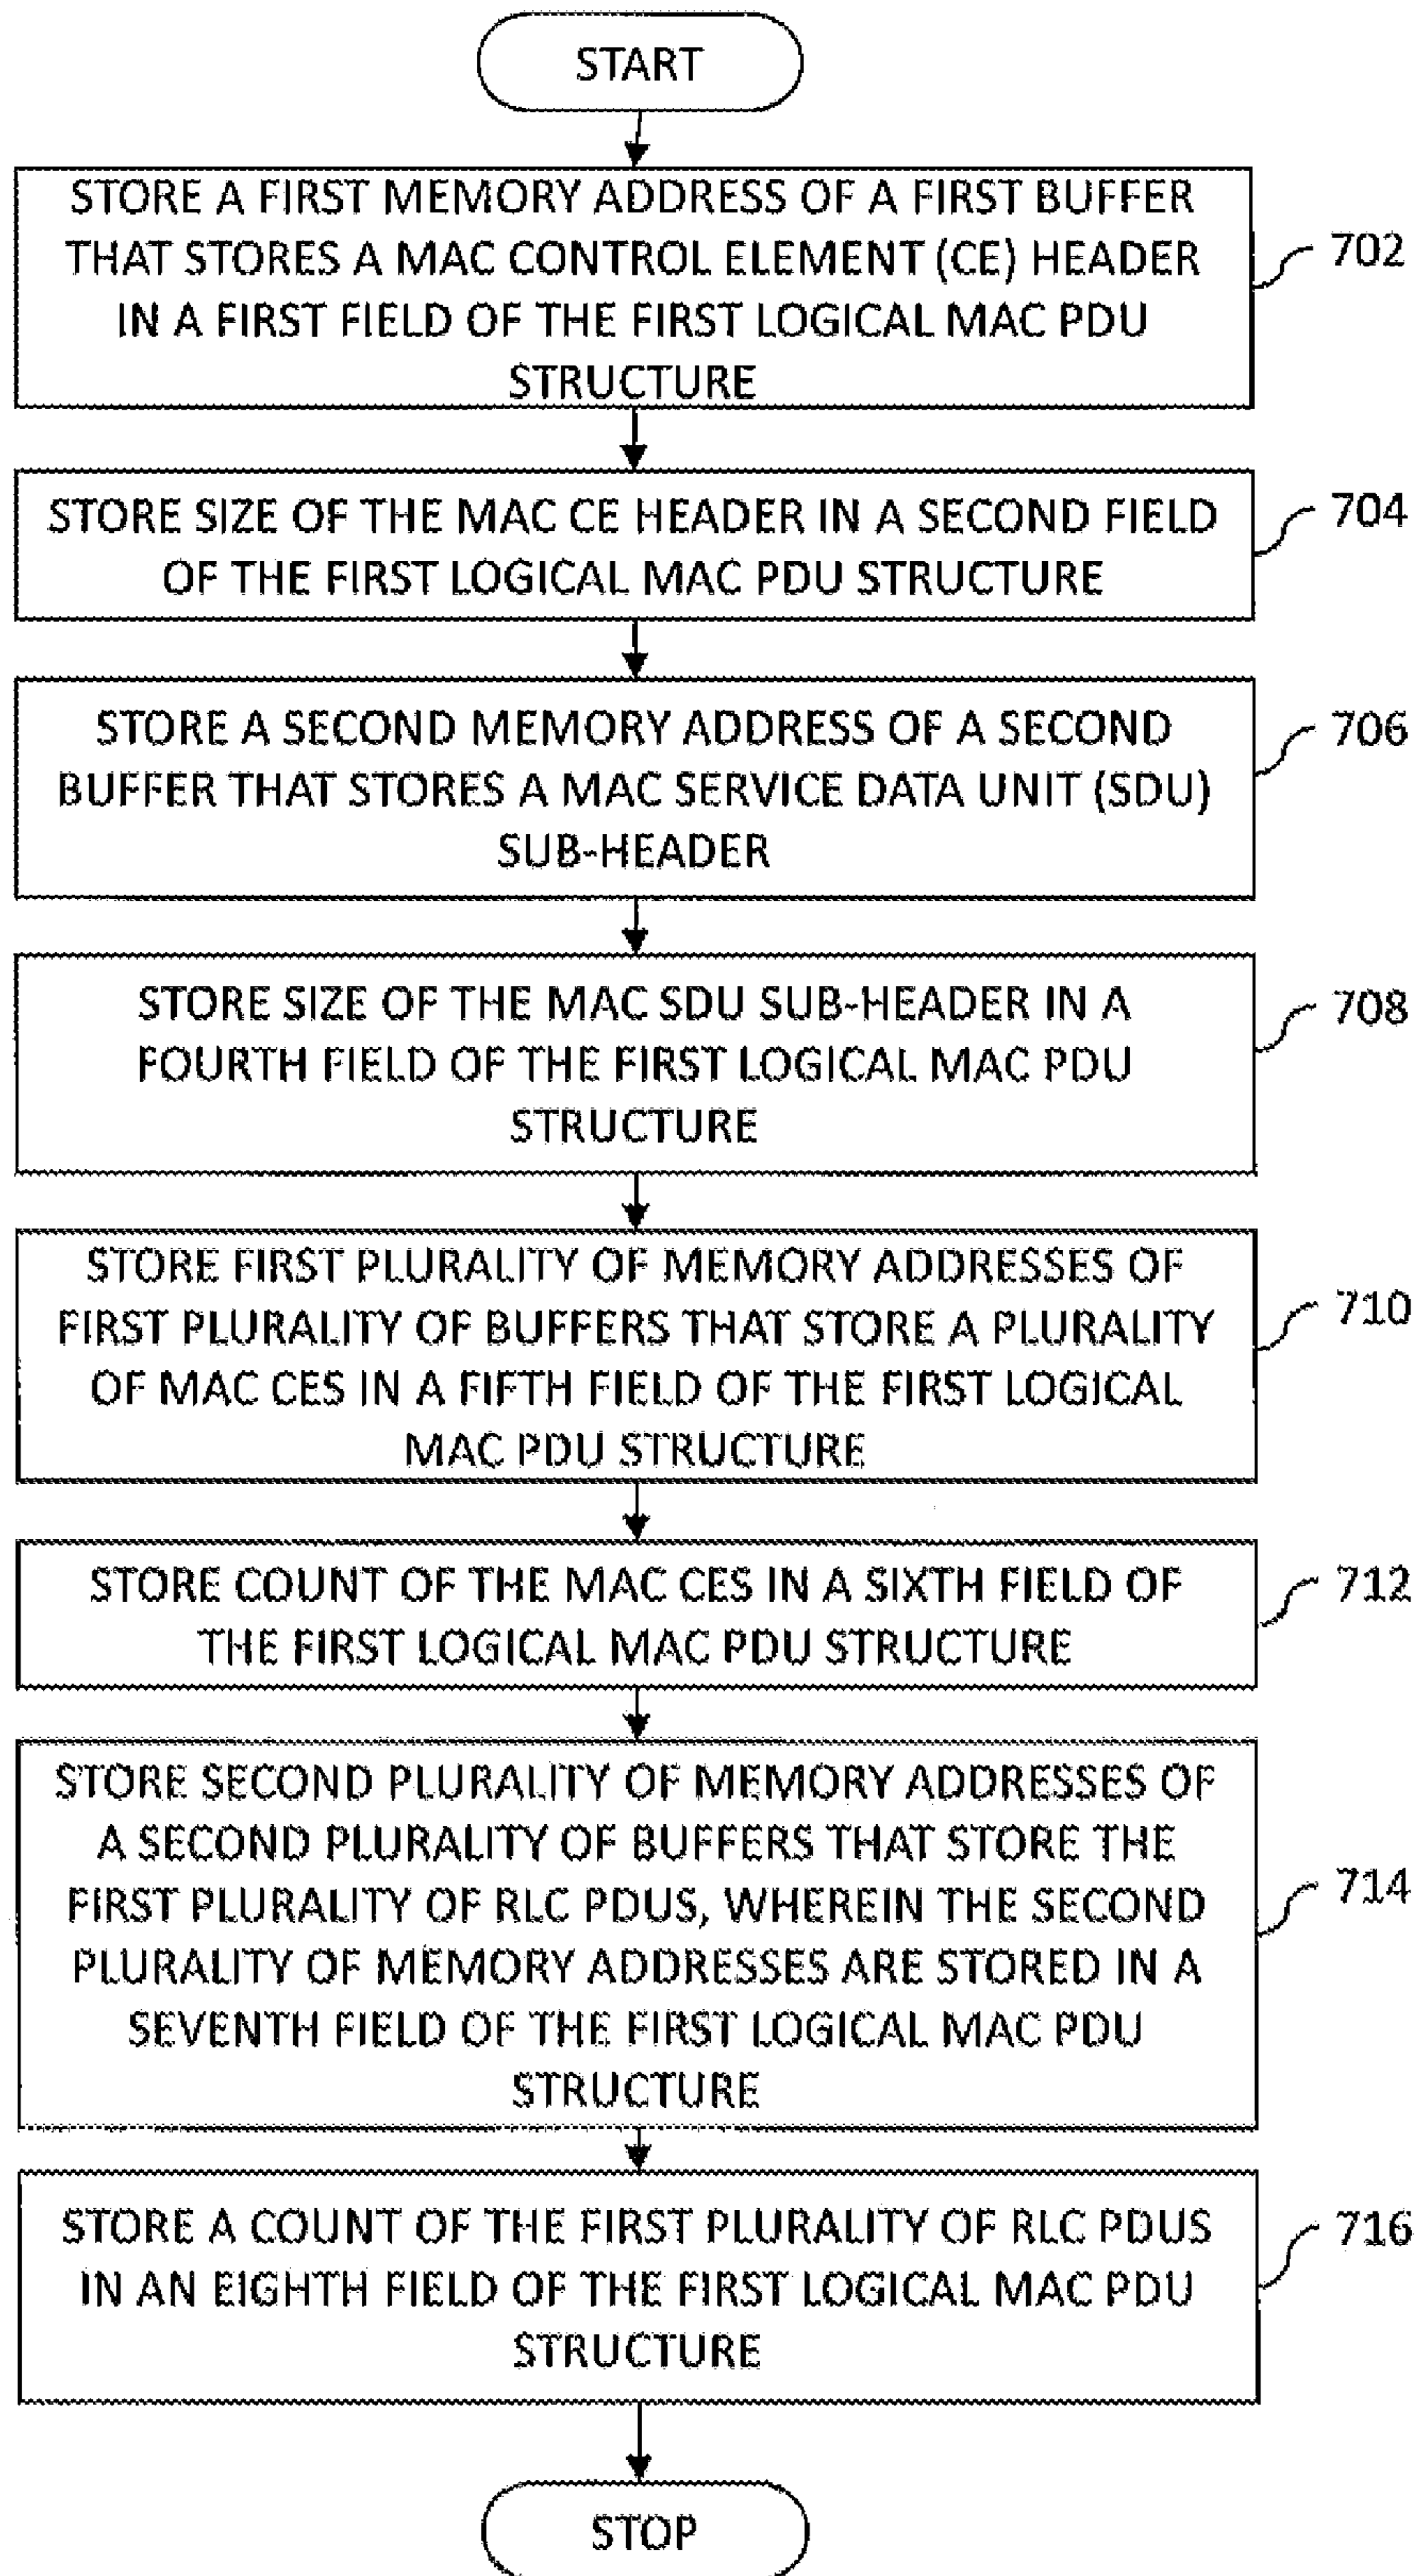 START
STORE A FIRST MEMORY ADDRESS OF A FIRST BUFFER
THAT STORES A MAC CONTROL ELEMENT (CE) HEADER
IN A FIRST FIELD OF THE FIRST LOGICAL MAC PDU
STRUCTURE
702
STORE SIZE OF THE MAC CE HEADER IN A SECOND FIELD
OF THE FIRST LOGICAL MAC PDU STRUCTURE
704
STORE A SECOND MEMORY ADDRESS OF A SECOND
BUFFER THAT STORES A MAC SERVICE DATA UNIT (SDU)
SUB-HEADER
706
STORE SIZE OF THE MAC SDU SUB-HEADER IN A
FOURTH FIELD OF THE FIRST LOGICAL MAC PDU
STRUCTURE
708
STORE FIRST PLURALITY OF MEMORY ADDRESSES OF
FIRST PLURALITY OF BUFFERS THAT STORE A PLURALITY
OF MAC CES IN A FIFTH FIELD OF THE FIRST LOGICAL
MAC PDU STRUCTURE
710
STORE COUNT OF THE MAC CES IN A SIXTH FIELD OF
THE FIRST LOGICAL MAC PDU STRUCTURE
712
STORE SECOND PLURALITY OF MEMORY ADDRESSES OF
A SECOND PLURALITY OF BUFFERS THAT STORE THE
FIRST PLURALITY OF RLC PDUS, WHEREIN THE SECOND
PLURALITY OF MEMORY ADDRESSES ARE STORED IN A
SEVENTH FIELD OF THE FIRST LOGICAL MAC PDU
STRUCTURE
714
STORE A COUNT OF THE FIRST PLURALITY OF RLC PDUS
IN AN EIGHTH FIELD OF THE FIRST LOGICAL MAC PDU
STRUCTURE
716
STOP